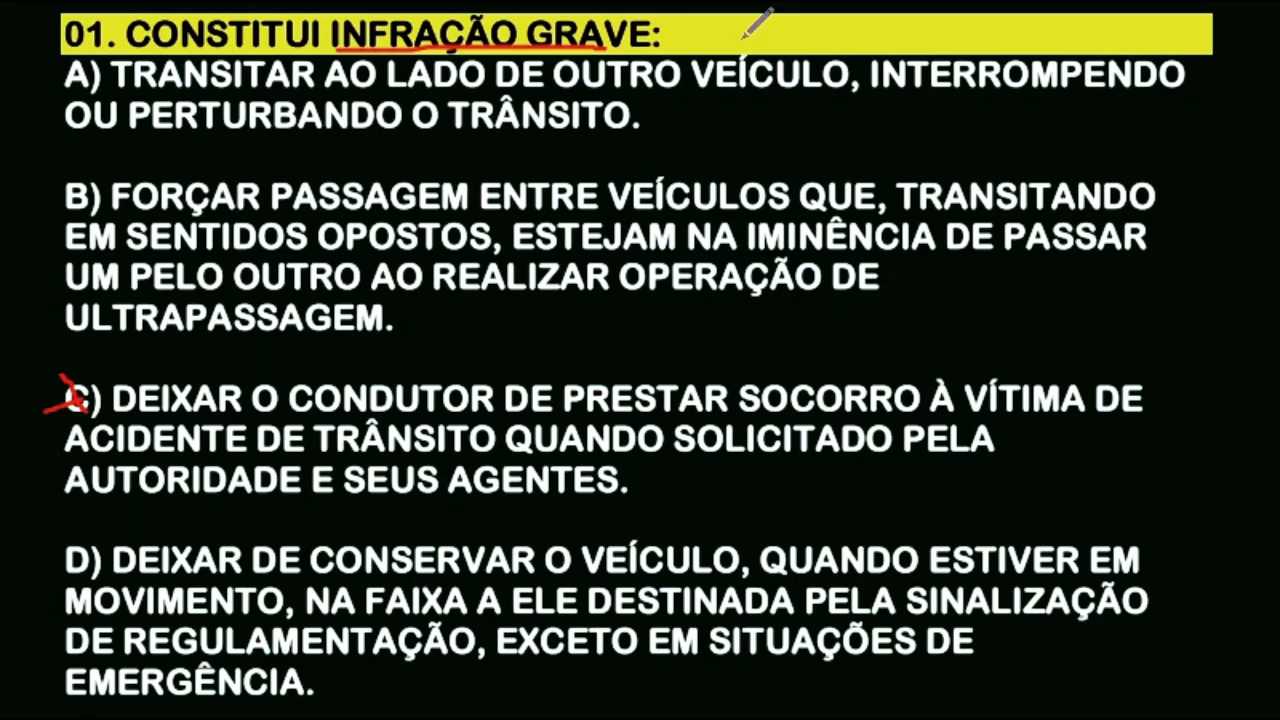 01. CONSTITUI INFRAÇÃO GRAVE:
A) TRANSITAR AO LADO DE OUTRO VEÍCULO, INTERROMPENDO
OU PERTURBANDO O TRÂNSITO.
B) FORÇAR PASSAGEM ENTRE VEÍCULOS QUE, TRANSITANDO
EM SENTIDOS OPOSTOS, ESTEJAM NA IMINÊNCIA DE PASSAR
UM PELO OUTRO AO REALIZAR OPERAÇÃO DE
ULTRAPASSAGEM.
C) DEIXAR O CONDUTOR DE PRESTAR SOCORRO À VÍTIMA DE
ACIDENTE DE TRÂNSITO QUANDO SOLICITADO PELA
AUTORIDADE E SEUS AGENTES.
D) DEIXAR DE CONSERVAR O VEÍCULO, QUANDO ESTIVER EM
MOVIMENTO, NA FAIXA A ELE DESTINADA PELA SINALIZAÇÃO
DE REGULAMENTAÇÃO, EXCETO EM SITUAÇÕES DE
EMERGÊNCIA.